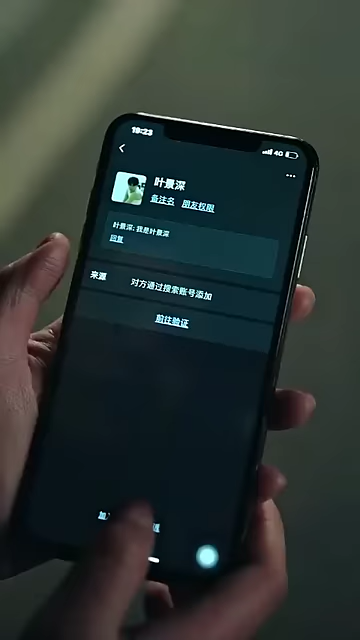 19:23
4G
叶景深
备注名 朋友权限
叶景深: 我是叶景深
回复
来源 对方通过搜索账号添加
前往验证